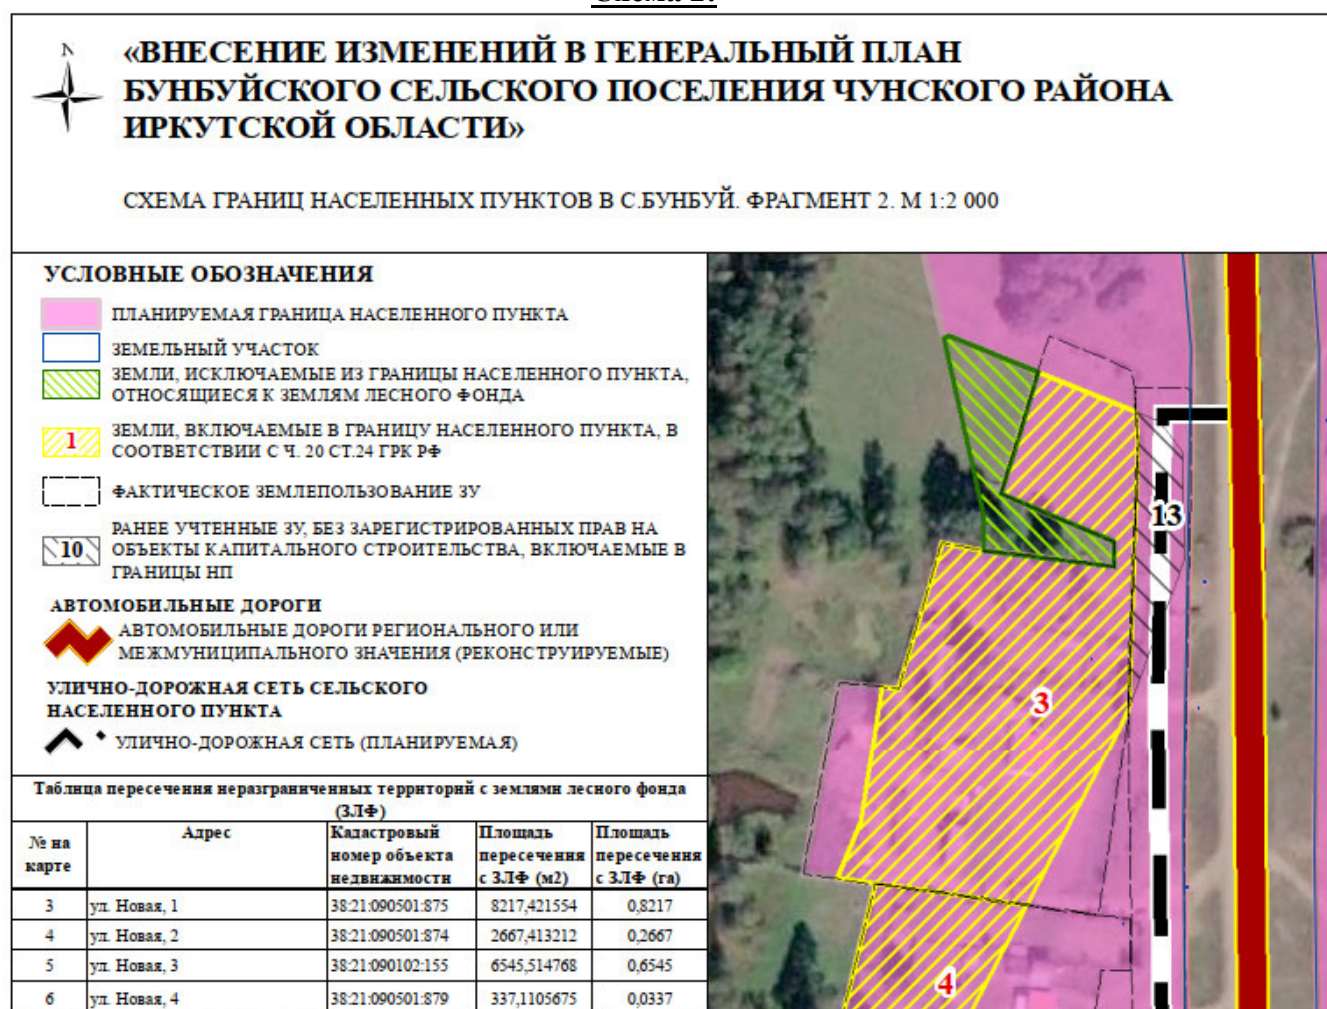 N
«ВНЕСЕНИЕ ИЗМЕНЕНИЙ В ГЕНЕРАЛЬНЫЙ ПЛАН
БУНБУЙСКОГО СЕЛЬСКОГО ПОСЕЛЕНИЯ ЧУНСКОГО РАЙОНА
ИРКУТСКОЙ ОБЛАСТИ»
СХЕМА ГРАНИЦ НАСЕЛЕННЫХ ПУНКТОВ В С.БУНБУЙ. ФРАГМЕНТ 2. М 1:2 000
УСЛОВНЫЕ ОБОЗНАЧЕНИЯ
ПЛАНИРУЕМАЯ ГРАНИЦА НАСЕЛЕННОГО ПУНКТА
ЗЕМЕЛЬНЫЙ УЧАСТОК
ЗЕМЛИ, ИСКЛЮЧАЕМЫЕ ИЗ ГРАНИЦЫ НАСЕЛЕННОГО ПУНКТА,
ОТНОСЯЩИЕСЯ К ЗЕМЛЯМ ЛЕСНОГО ФОНДА
1 ЗЕМЛИ, ВКЛЮЧАЕМЫЕ В ГРАНИЦУ НАСЕЛЕННОГО ПУНКТА, В
СООТВЕТСТВИИ С Ч. 20 СТ.24 ГРК РФ
ФАКТИЧЕСКОЕ ЗЕМЛЕПОЛЬЗОВАНИЕ ЗУ
РАНЕЕ УЧТЕННЫЕ ЗУ, БЕЗ ЗАРЕГИСТРИРОВАННЫХ ПРАВ НА
10 ОБЪЕКТЫ КАПИТАЛЬНОГО СТРОИТЕЛЬСТВА, ВКЛЮЧАЕМЫЕ В
ГРАНИЦЫ НП
АВТОМОБИЛЬНЫЕ ДОРОГИ
АВТОМОБИЛЬНЫЕ ДОРОГИ РЕГИОНАЛЬНОГО ИЛИ
МЕЖМУНИЦИПАЛЬНОГО ЗНАЧЕНИЯ (РЕКОНСТРУИРУЕМЫЕ)
УЛИЧНО-ДОРОЖНАЯ СЕТЬ СЕЛЬСКОГО
НАСЕЛЕННОГО ПУНКТА
УЛИЧНО-ДОРОЖНАЯ СЕТЬ (ПЛАНИРУЕМАЯ)
Таблица пересечения неразграниченных территорий с землями лесного фонда
(ЗЛФ)
№ на карте Адрес Кадастровый номер объекта недвижимости Площадь пересечения с ЗЛФ (м2) Площадь пересечения с ЗЛФ (га)
3 ул. Новая, 1 38:21:090501:875 8217,421554 0,8217
4 ул. Новая, 2 38:21:090501:874 2667,413212 0,2667
5 ул. Новая, 3 38:21:090102:155 6545,514768 0,6545
6 ул. Новая, 4 38:21:090501:879 337,1105675 0,0337
13
3
4